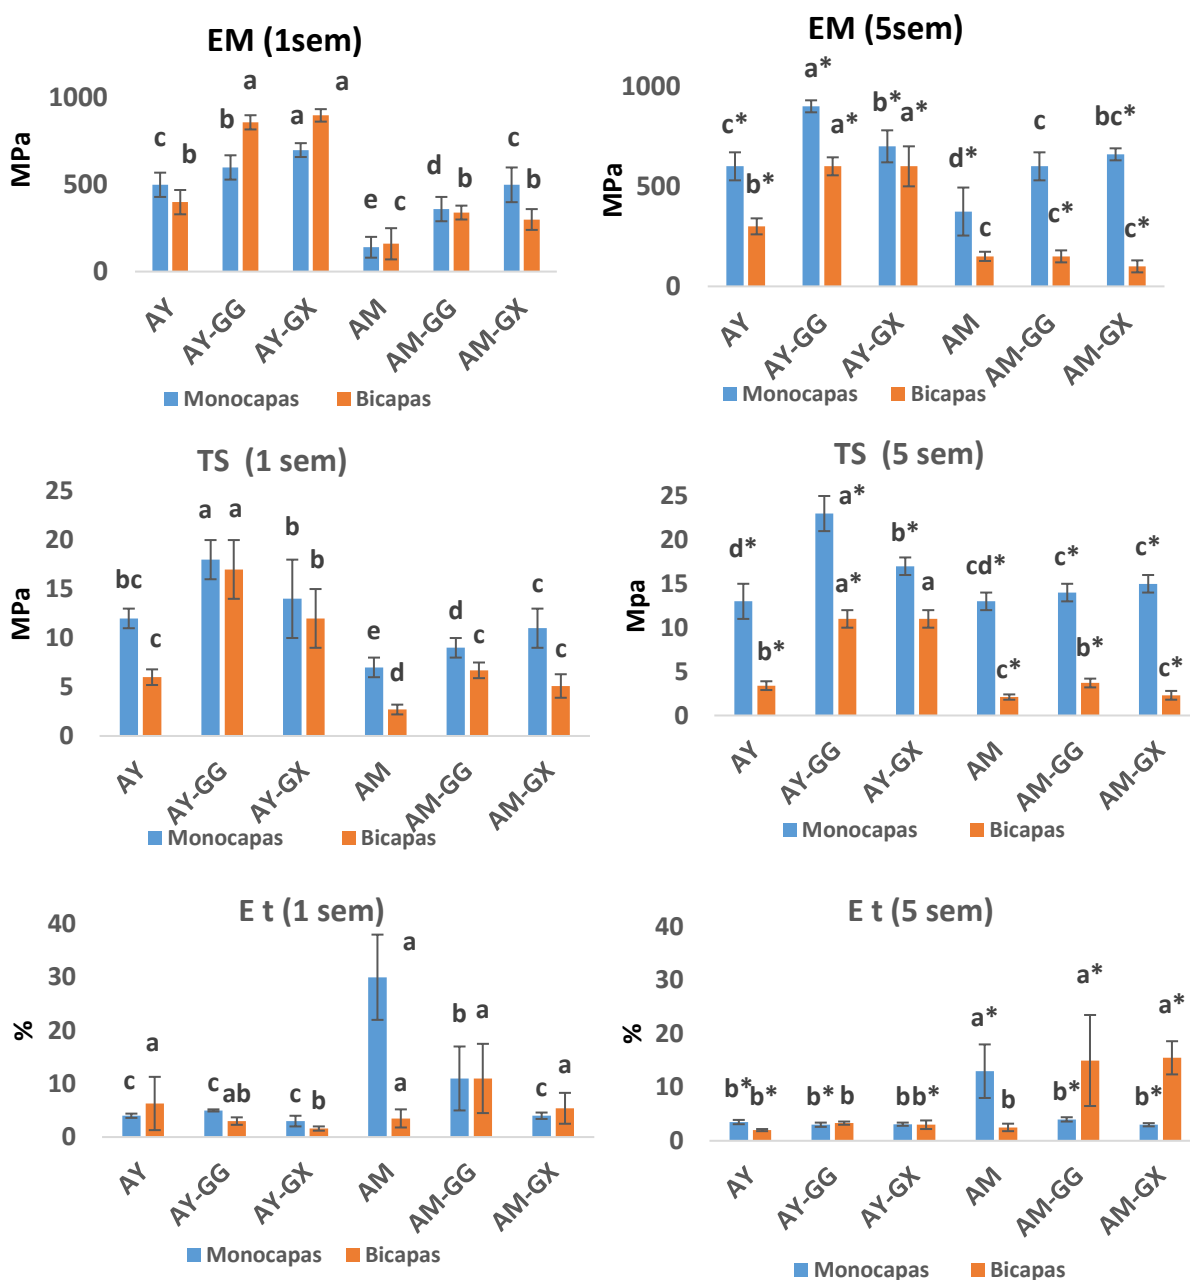 EM (1sem)
MPa
1000
500
0
c
b
b
a
a
a
e
c
d
b
c
b
AY
AY-GG
AY-GX
AM
AM-GG
AM-GX
Monocapas
Bicapas
EM (5sem)
MPa
1000
500
0
c*
b*
a*
a*
b*
a*
d*
c
c
c*
bc*
c*
AY
AY-GG
AY-GX
AM
AM-GG
AM-GX
Monocapas
Bicapas
TS (1 sem)
MPa
25
20
15
10
5
0
bc
c
a
a
b
b
e
d
d
c
c
c
AY
AY-GG
AY-GX
AM
AM-GG
AM-GX
Monocapas
Bicapas
TS (5 sem)
Mpa
25
20
15
10
5
0
d*
b*
a*
a*
b*
a
cd*
c*
c*
b*
c*
c*
AY
AY-GG
AY-GX
AM
AM-GG
AM-GX
Monocapas
Bicapas
E t (1 sem)
%
40
30
20
10
0
c
a
c
ab
c
b
a
a
b
a
c
a
AY
AY-GG
AY-GX
AM
AM-GG
AM-GX
Monocapas
Bicapas
E t (5 sem)
%
40
30
20
10
0
b*
b*
b*
b
b
b*
a*
b
b*
a*
b*
a*
AY
AY-GG
AY-GX
AM
AM-GG
AM-GX
Monocapas
Bicapas